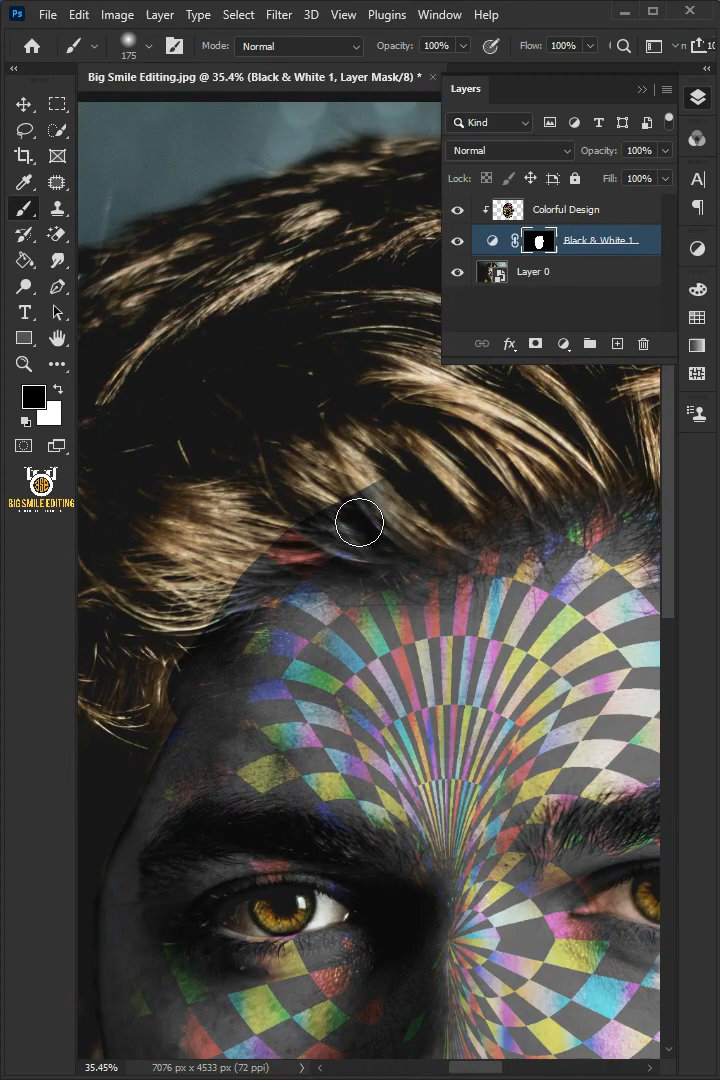 Ps File Edit Image Layer Type Select Filter 3D View Plugins Window Help
175 Mode: Normal Opacity: 100% Flow: 100%
Big Smile Editing.jpg @ 35.4% (Black & White 1, Layer Mask/8) * ×
Layers
Kind
Normal Opacity: 100%
Lock: Fill: 100%
Colorful Design
Black & White 1
Layer 0
fx
BIG SMILE EDITING
35.45% 7076 px x 4533 px (72 ppi)